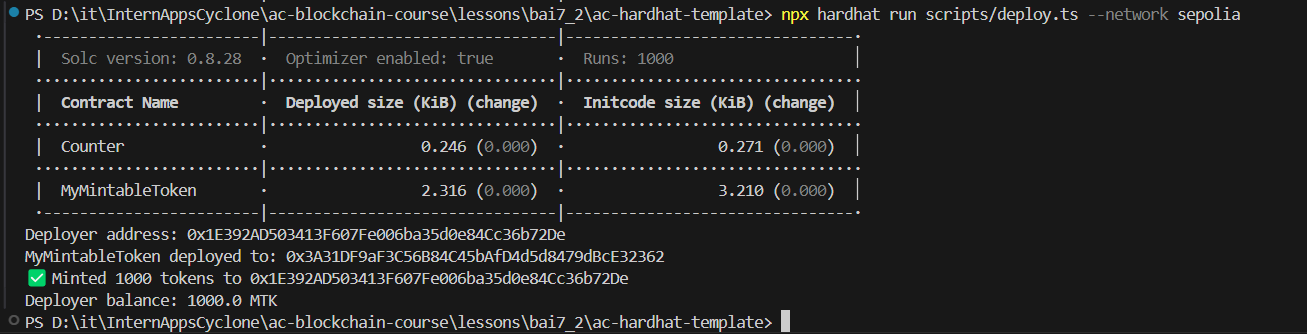 PS D:\it\InternAppsCyclone\ac-blockchain-course\lessons\bai7_2\ac-hardhat-template> npx hardhat run scripts/deploy.ts --network sepolia
| Solc version: 0.8.28 · Optimizer enabled: true · Runs: 1000 |
| Contract Name · Deployed size (KiB) (change) · Initcode size (KiB) (change) |
| Counter · 0.246 (0.000) · 0.271 (0.000) |
| MyMintableToken · 2.316 (0.000) · 3.210 (0.000) |
Deployer address: 0x1E392AD503413F607Fe006ba35d0e84Cc36b72De
MyMintableToken deployed to: 0x3A31DF9aF3C56B84C45bAfD4d5d8479dBcE32362
✅ Minted 1000 tokens to 0x1E392AD503413F607Fe006ba35d0e84Cc36b72De
Deployer balance: 1000.0 MTK
PS D:\it\InternAppsCyclone\ac-blockchain-course\lessons\bai7_2\ac-hardhat-template>